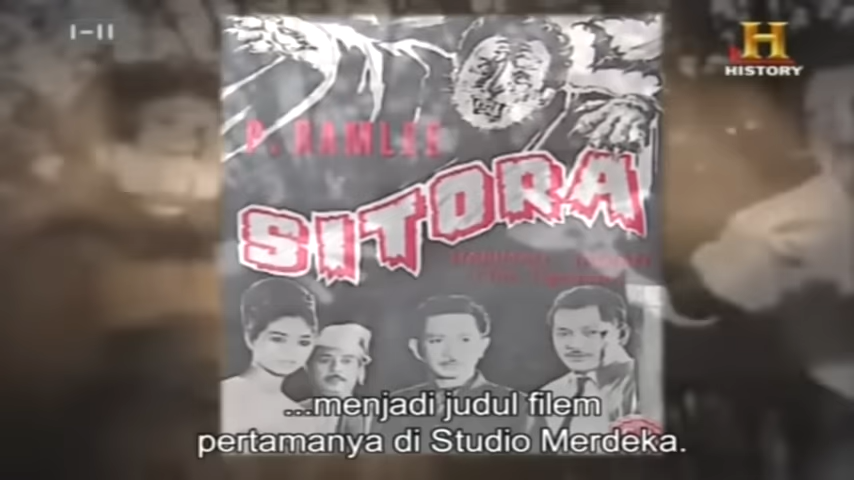 I-II
H
HISTORY
P. RAMLEE
SITORA
...menjadi judul filem
pertamanya di Studio Merdeka.